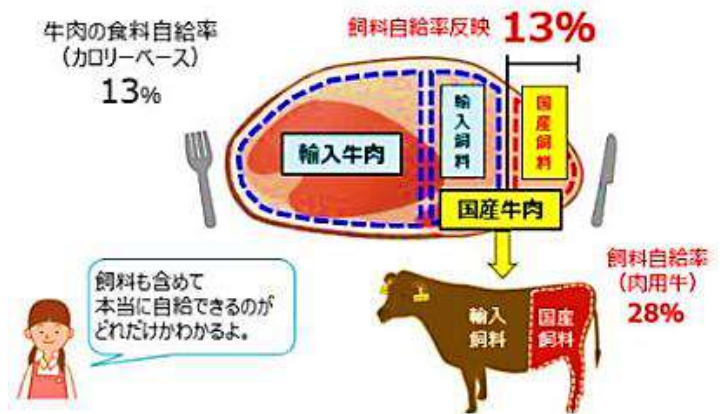 牛肉の食料自給率
（カロリーベース）
13%
飼料自給率反映 13%
輸入牛肉
輸入飼料
国産飼料
国産牛肉
飼料自給率
（肉用牛）
28%
輸入
飼料
国産
飼料
飼料も含めて
本当に自給できるのが
どれだけかわかるよ。